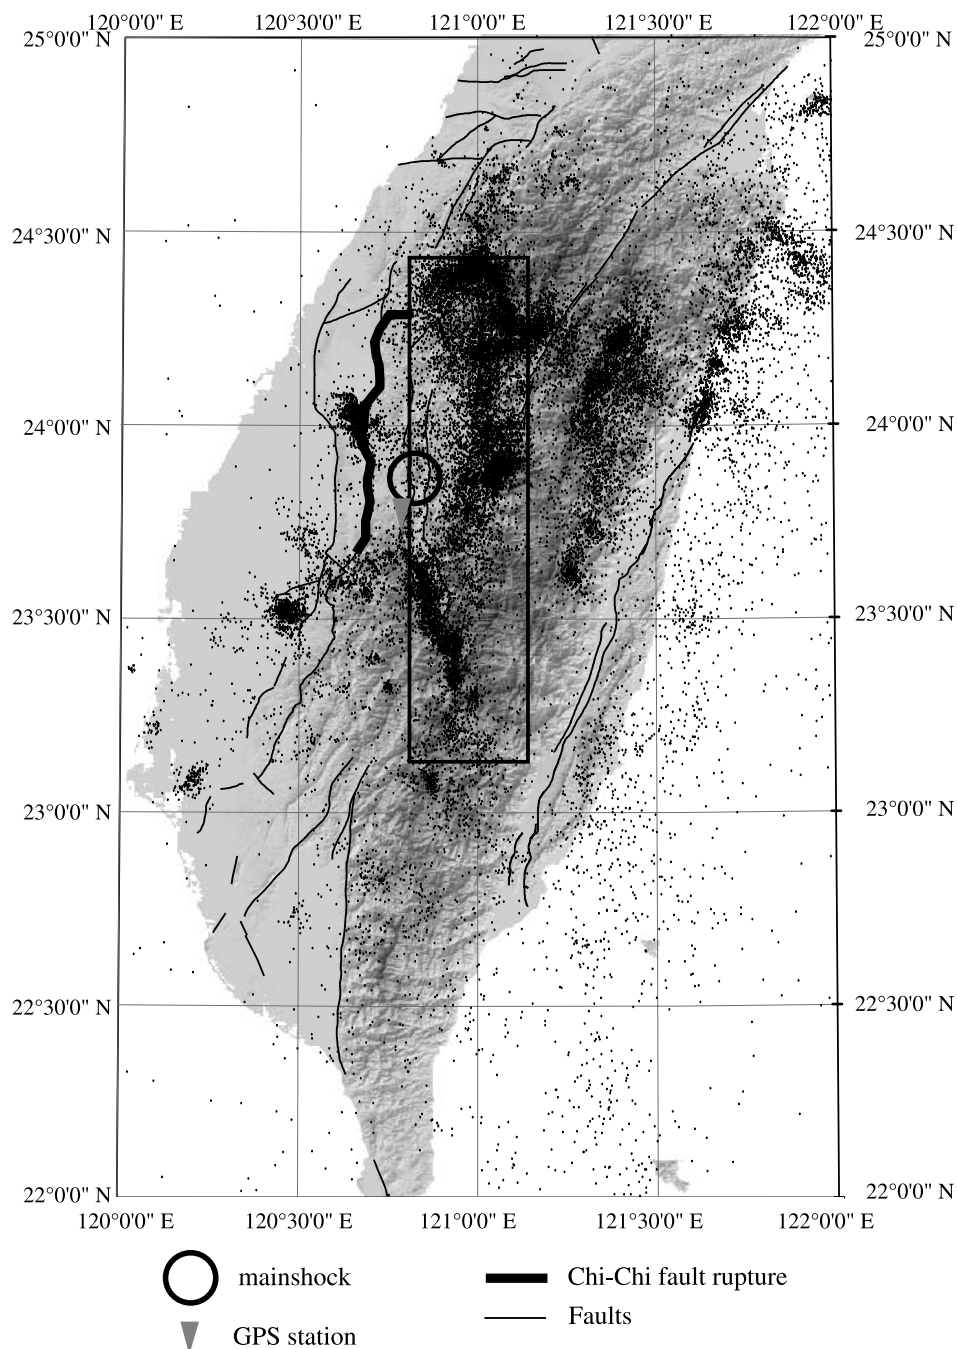 120°0'0" E 120°30'0" E 121°0'0" E 121°30'0" E 122°0'0" E
25°0'0" N 25°0'0" N
24°30'0" N 24°30'0" N
24°0'0" N 24°0'0" N
23°30'0" N 23°30'0" N
23°0'0" N 23°0'0" N
22°30'0" N 22°30'0" N
22°0'0" N 22°0'0" N
120°0'0" E 120°30'0" E 121°0'0" E 121°30'0" E 122°0'0" E
mainshock Chi-Chi fault rupture
GPS station Faults